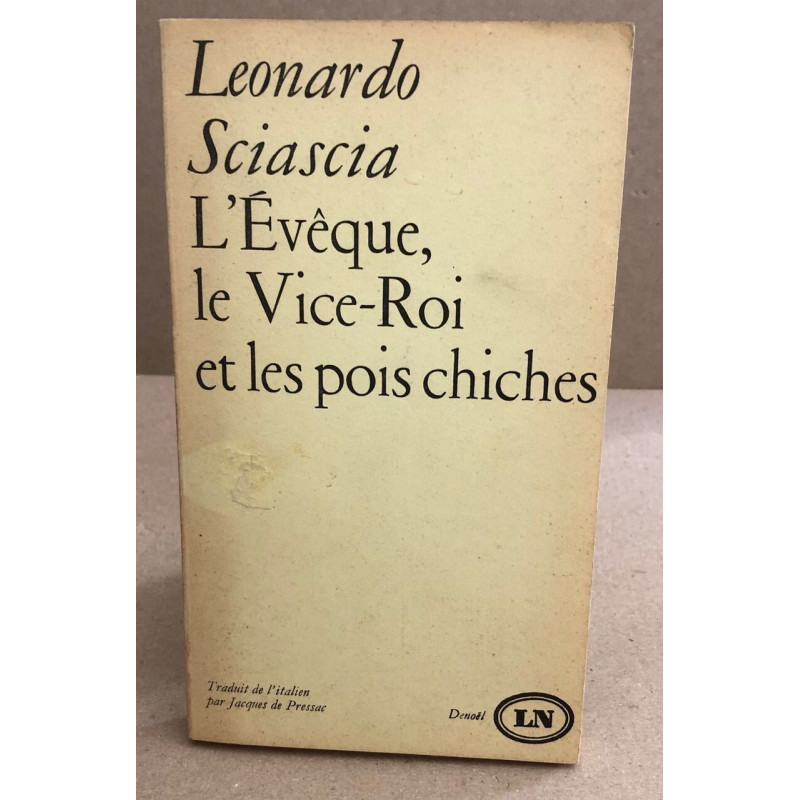 Leonardo
Sciascia
L'Évêque,
le Vice-Roi
et les pois chiches
Traduit de l'italien
par Jacques de Pressac
Denoël
LN